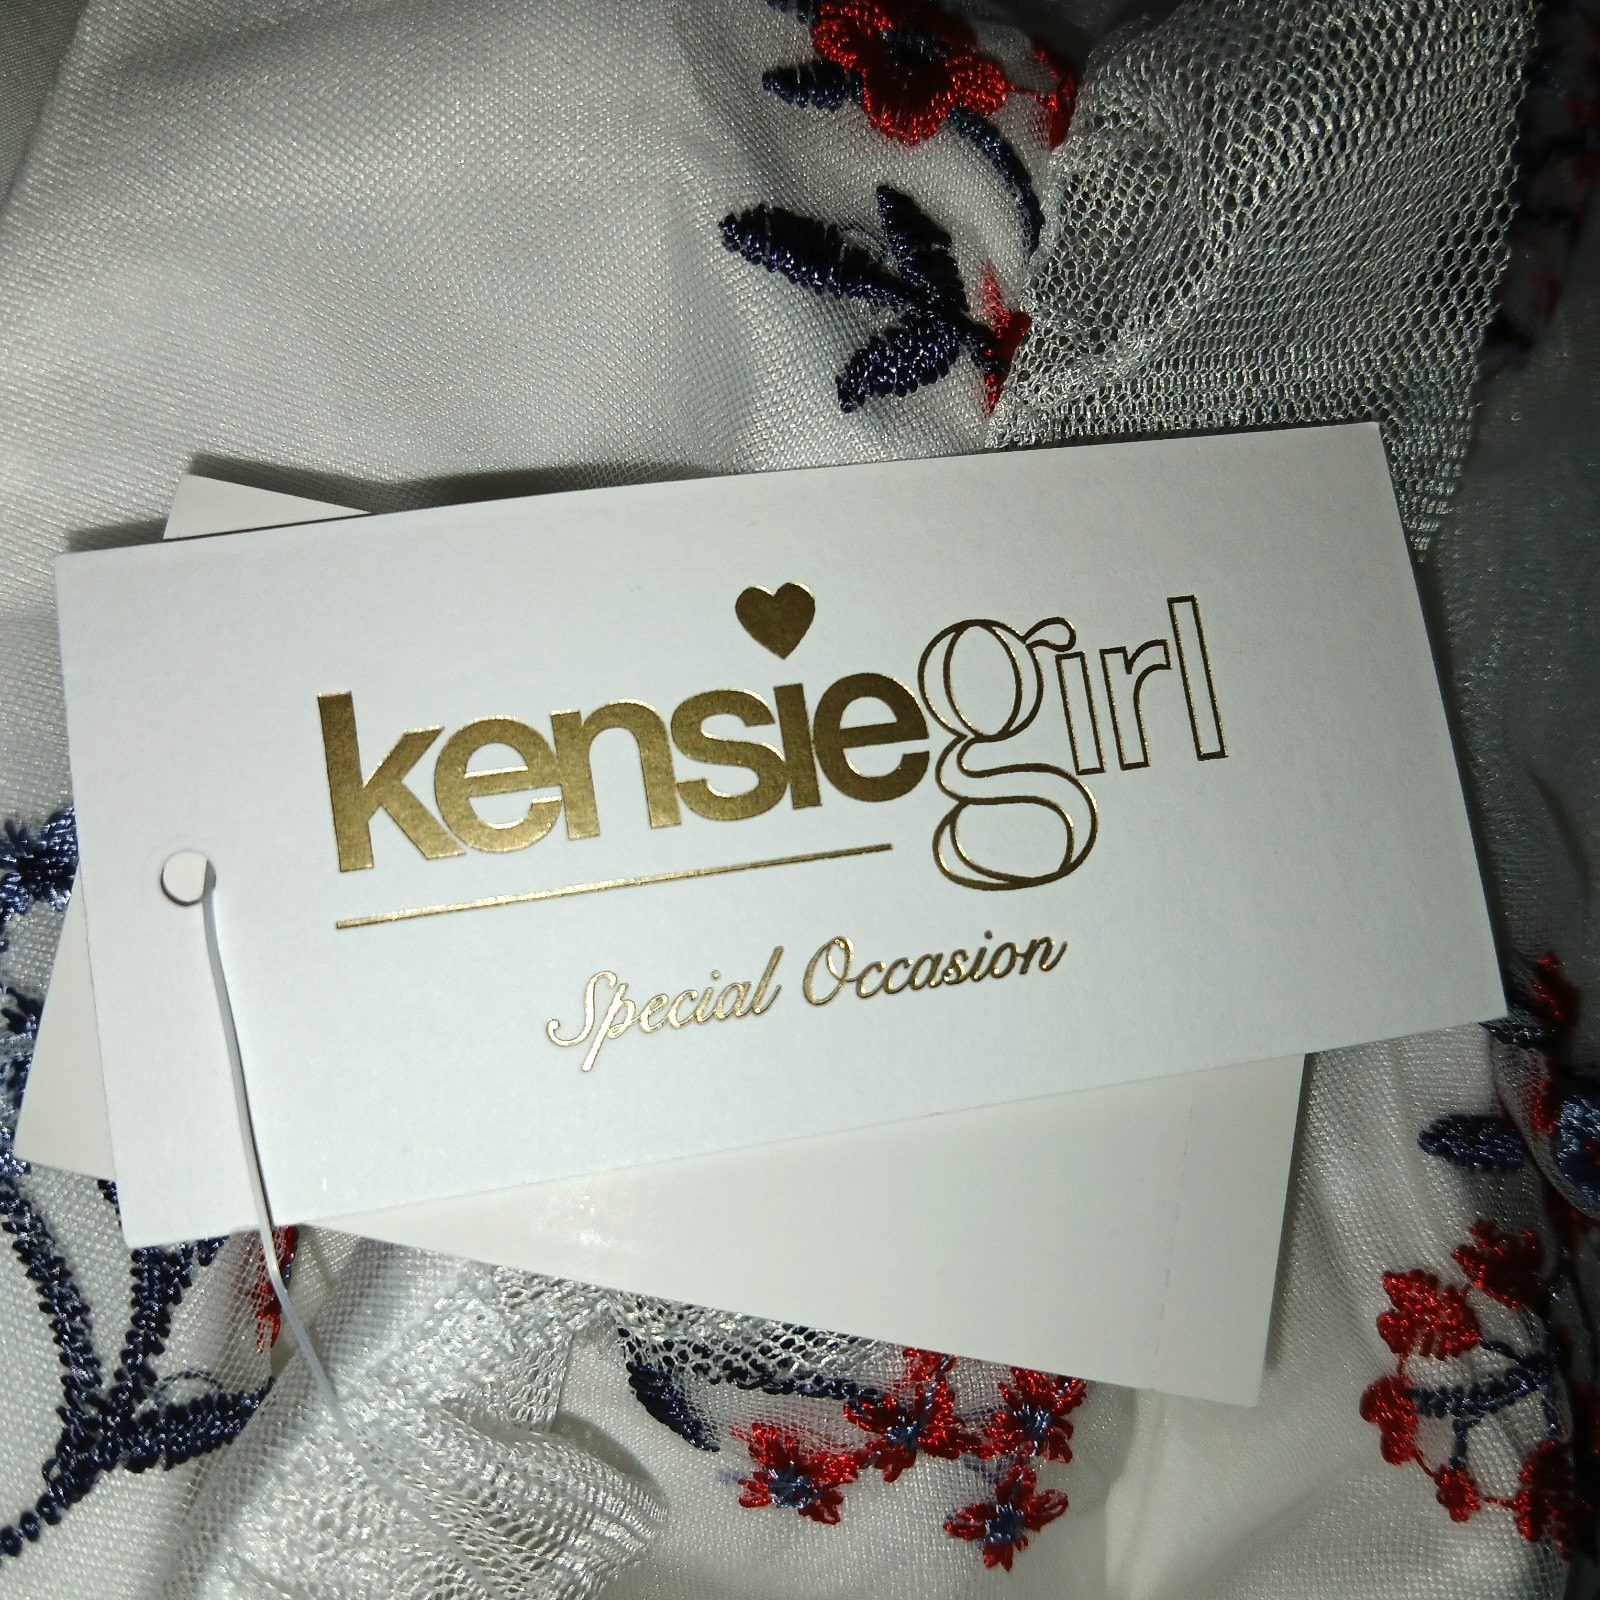 kensiegirl
Special Occasion